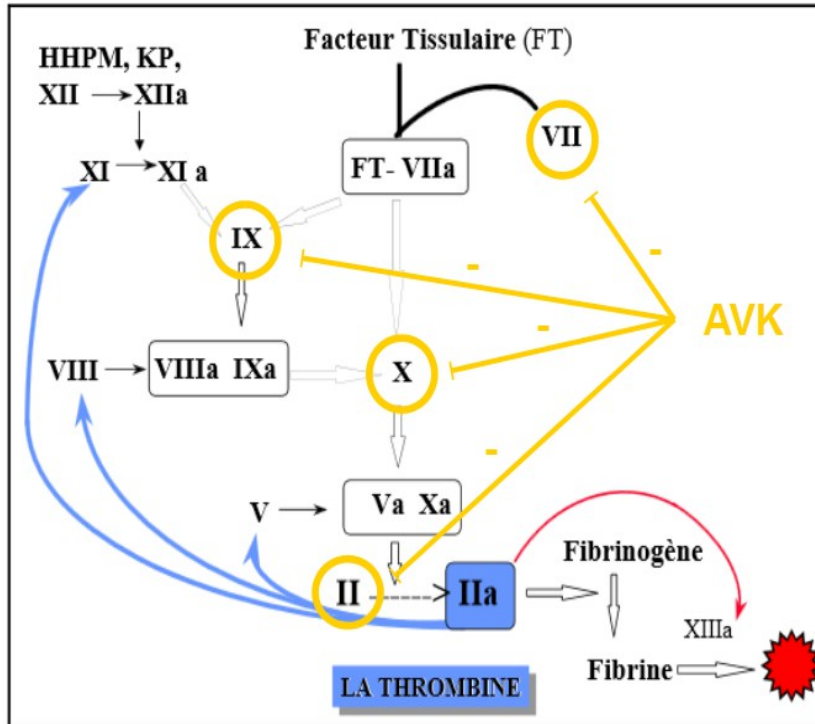 Facteur Tissulaire (FT)
HHPM, KP,
XII XIIa
VII
XI XI a
FT- VIIa
IX
-
-
-
-
AVK
VIII
VIIIa IXa
X
V
Va Xa
Fibrinogène
II
IIa
XIIIa
Fibrine
LA THROMBINE